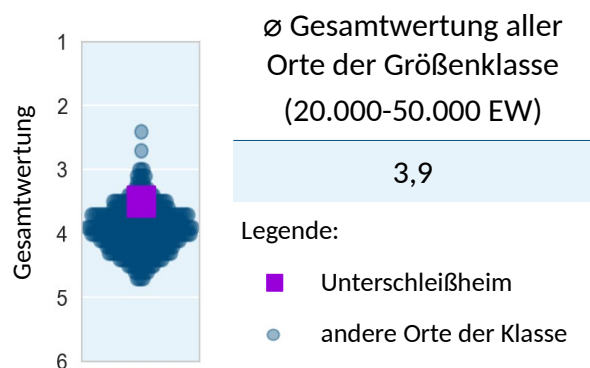 ø Gesamtwertung aller
Orte der Größenklasse
(20.000-50.000 EW)
3,9
Legende:
Unterschleißheim
andere Orte der Klasse
Gesamtwertung
1
2
3
4
5
6